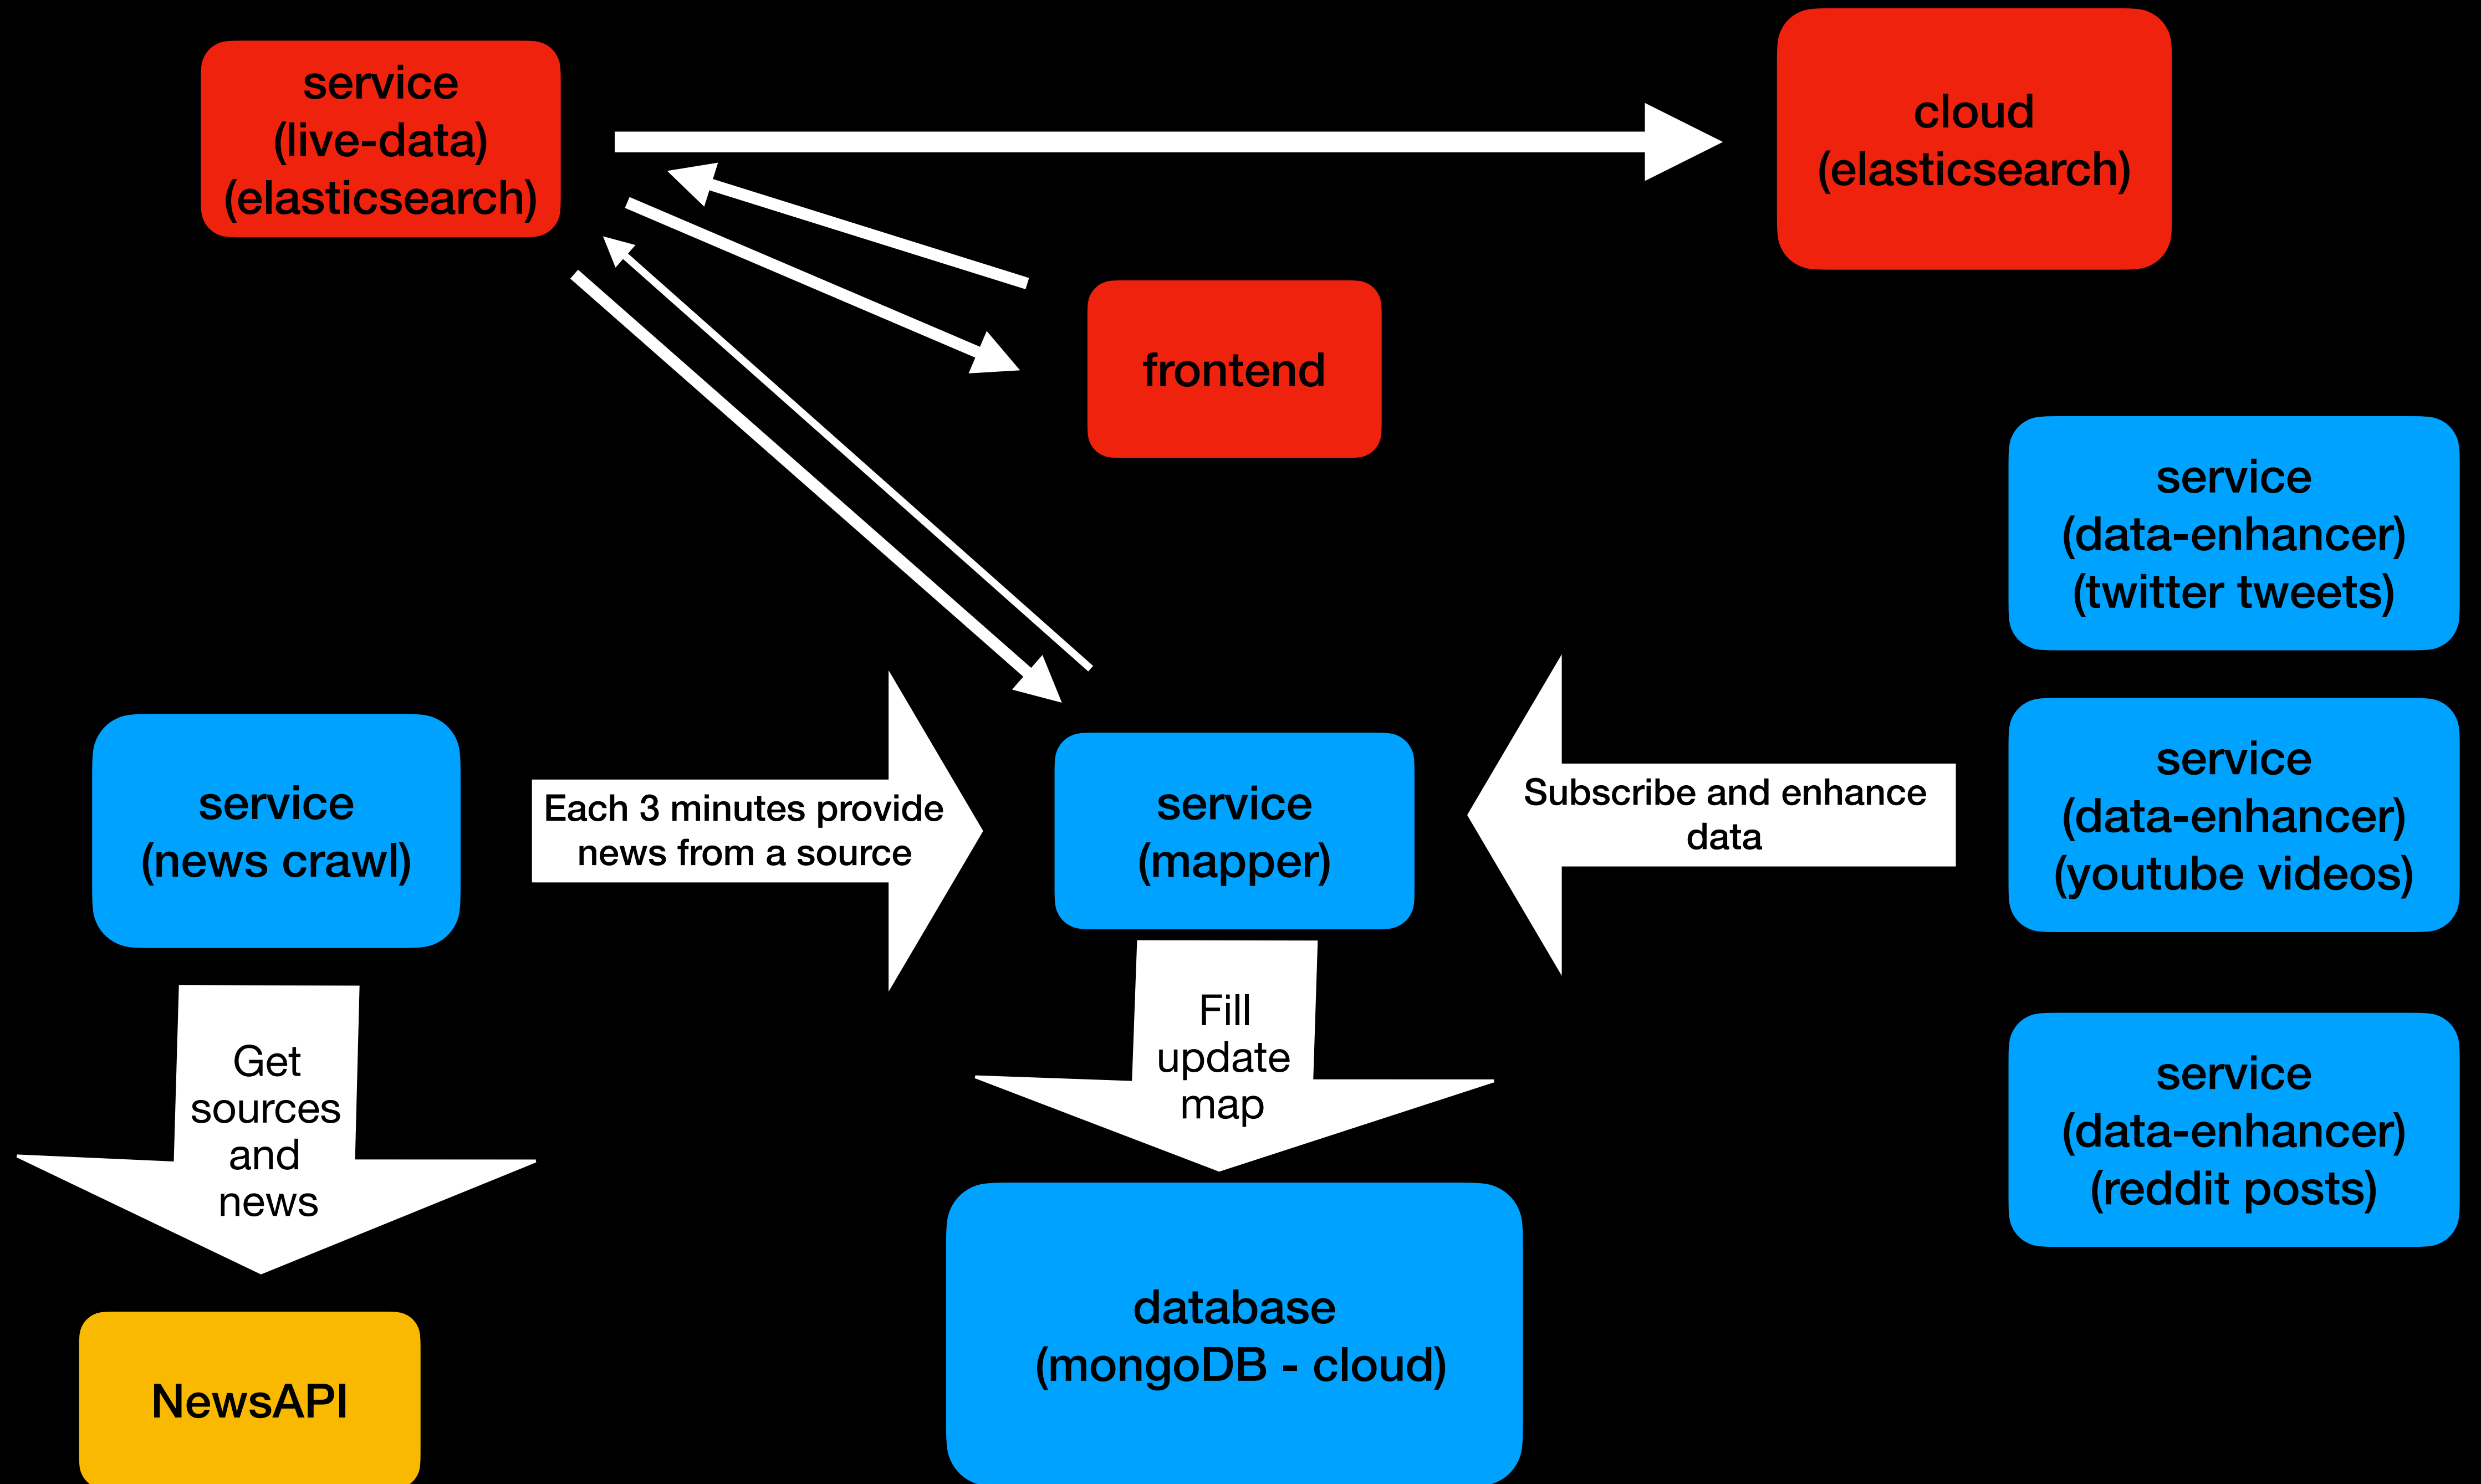 service
(live-data)
(elasticsearch)
cloud
(elasticsearch)
frontend
service
(data-enhancer)
(twitter tweets)
service
(news crawl)
Each 3 minutes provide
news from a source
service
(mapper)
Subscribe and enhance
data
service
(data-enhancer)
(youtube videos)
Get
sources
and
news
Fill
update
map
service
(data-enhancer)
(reddit posts)
NewsAPI
database
(mongoDB - cloud)